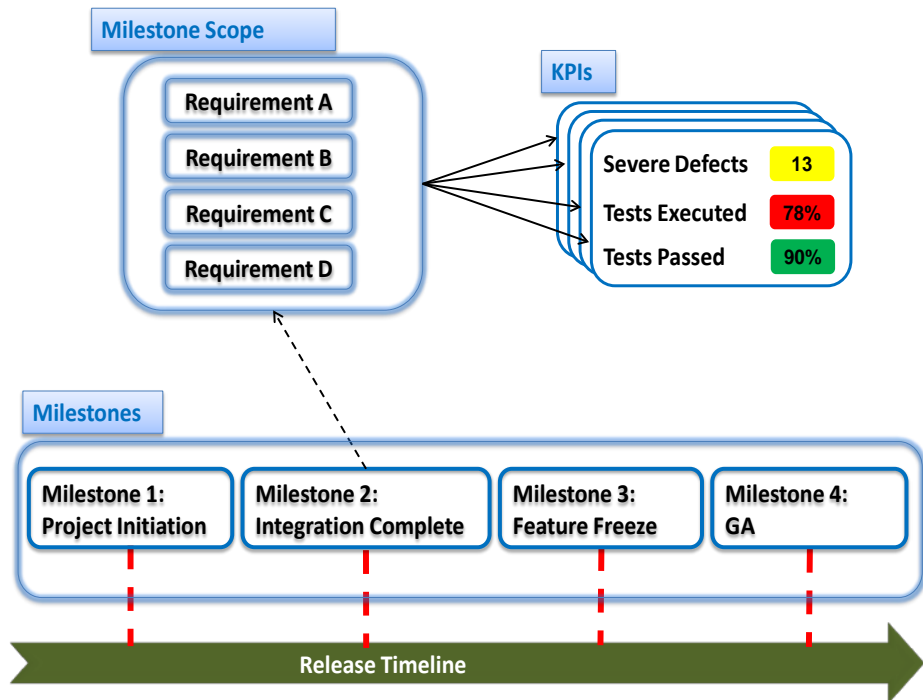 Milestone Scope
Requirement A
Requirement B
Requirement C
Requirement D
KPIs
Severe Defects 13
Tests Executed 78%
Tests Passed 90%
Milestones
Milestone 1:
Project Initiation
Milestone 2:
Integration Complete
Milestone 3:
Feature Freeze
Milestone 4:
GA
Release Timeline